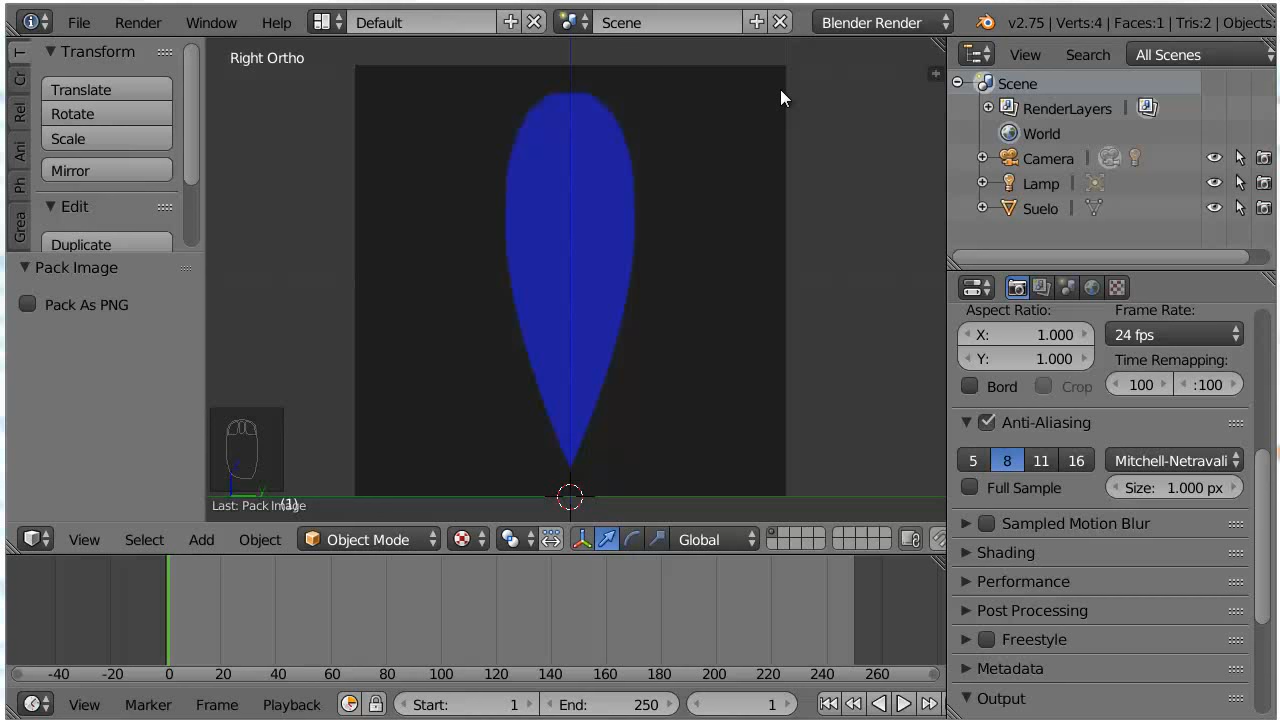 File Render Window Help Default Scene Blender Render v2.75 | Verts:4 | Faces:1 | Tris:2 | Objects:
Transform
Translate
Rotate
Scale
Mirror
Edit
Duplicate
Pack Image
Pack As PNG
T
Cr
Rel
Ani
Ph
Grea
Right Ortho
y
Last: Pack Image
(1)
View Select Add Object Object Mode Global
-40 -20 0 20 40 60 80 100 120 140 160 180 200 220 240 260
View Marker Frame Playback Start: 1 End: 250 1
View Search All Scenes
Scene
RenderLayers |
World
Camera |
Lamp |
Suelo |
Aspect Ratio: Frame Rate:
X: 1.000 24 fps
Y: 1.000 Time Remapping:
Bord Crop 100 :100
Anti-Aliasing
5 8 11 16 Mitchell-Netravali
Full Sample Size: 1.000 px
Sampled Motion Blur
Shading
Performance
Post Processing
Freestyle
Metadata
Output